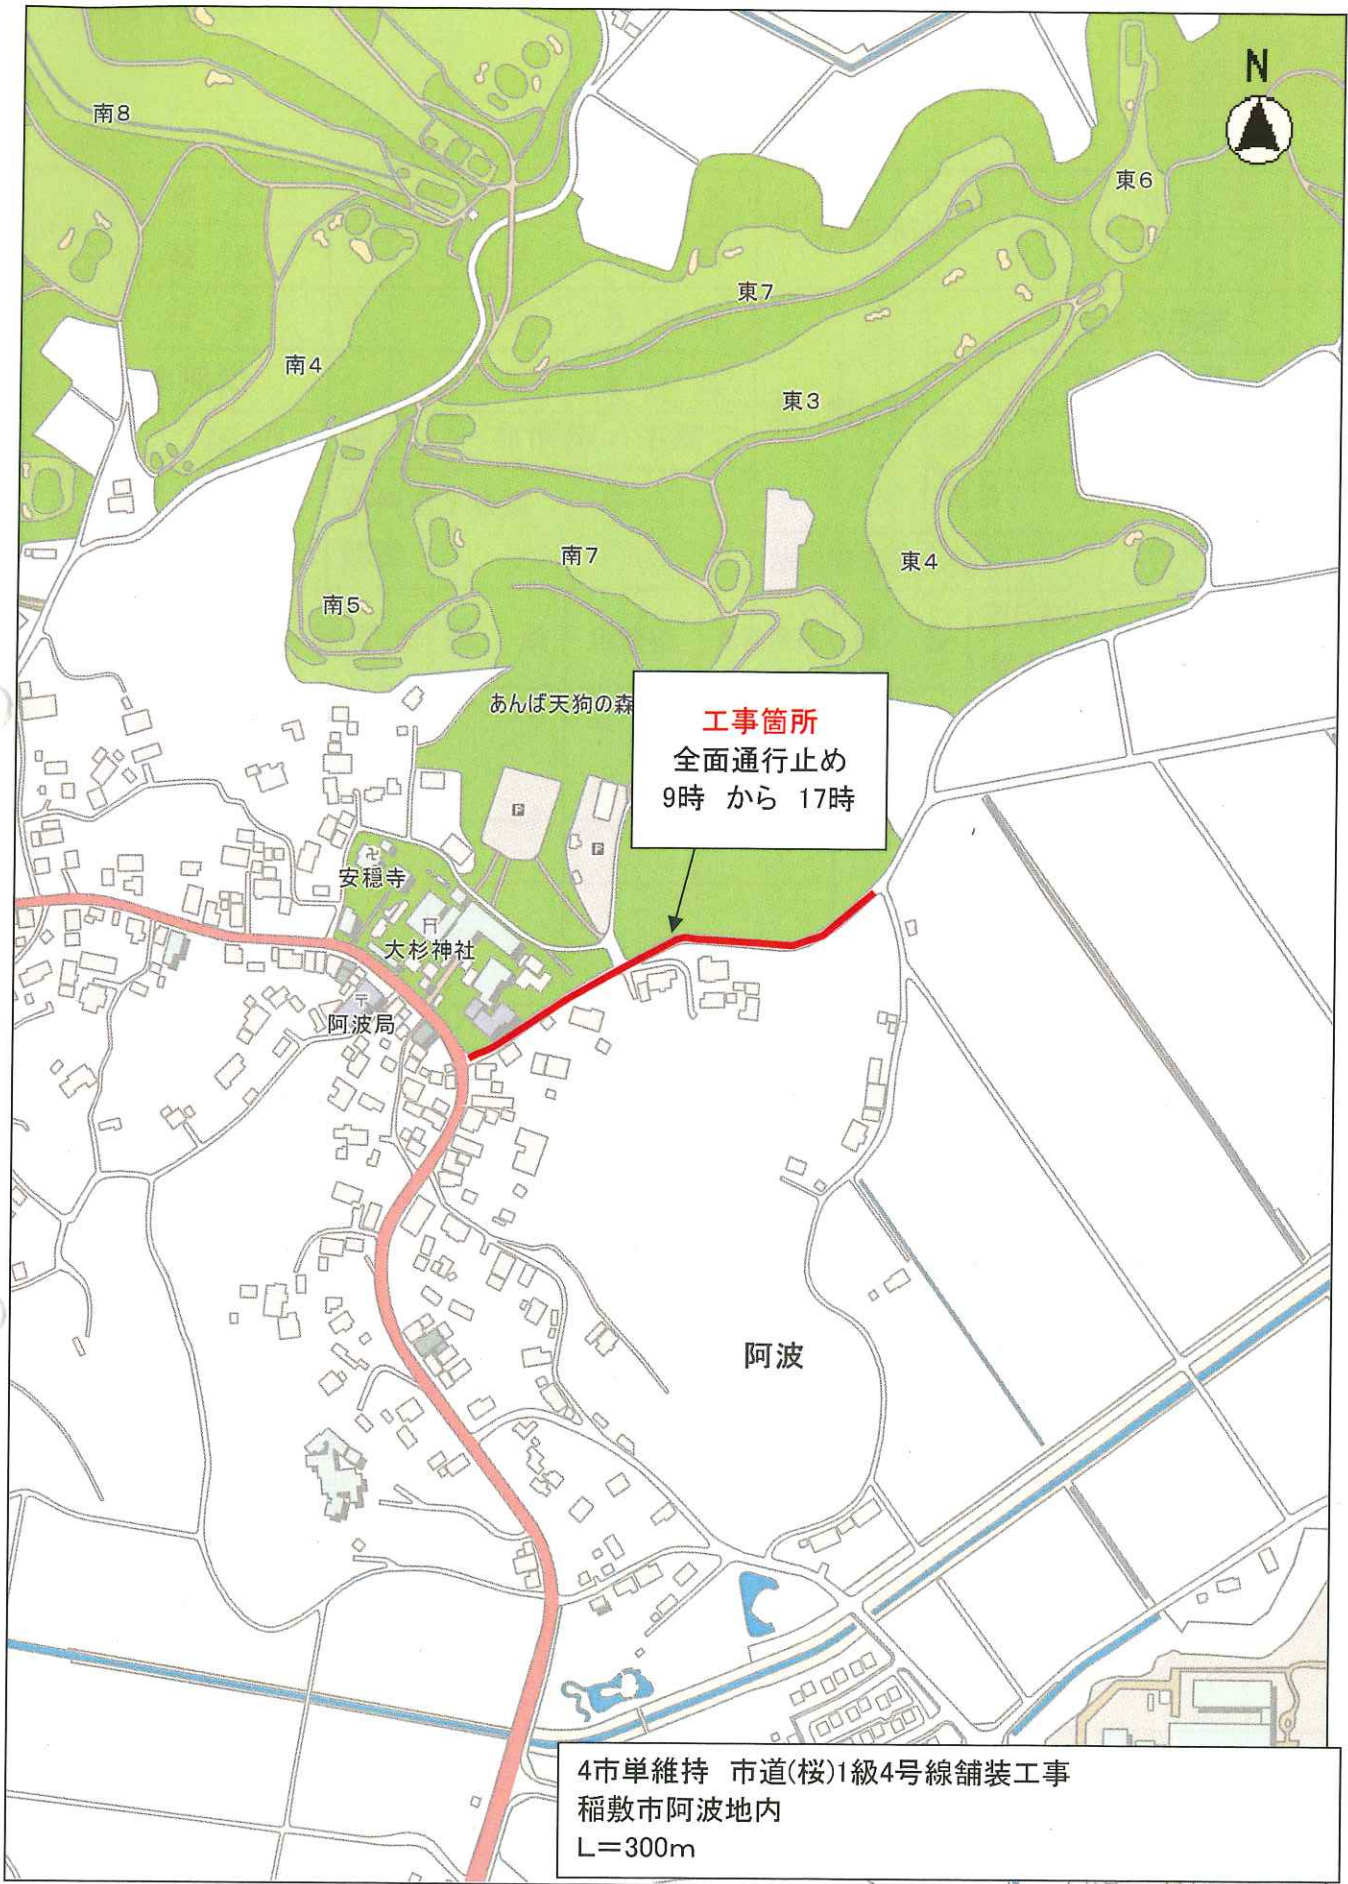 N
南8
東6
東7
南4
東3
南7
東4
南5
あんば天狗の森
工事箇所
全面通行止め
9時 から 17時
P
P
卍
安穏寺
大杉神社
〒
阿波局
阿波
4市単維持 市道(桜)1級4号線舗装工事
稲敷市阿波地内
L=300m